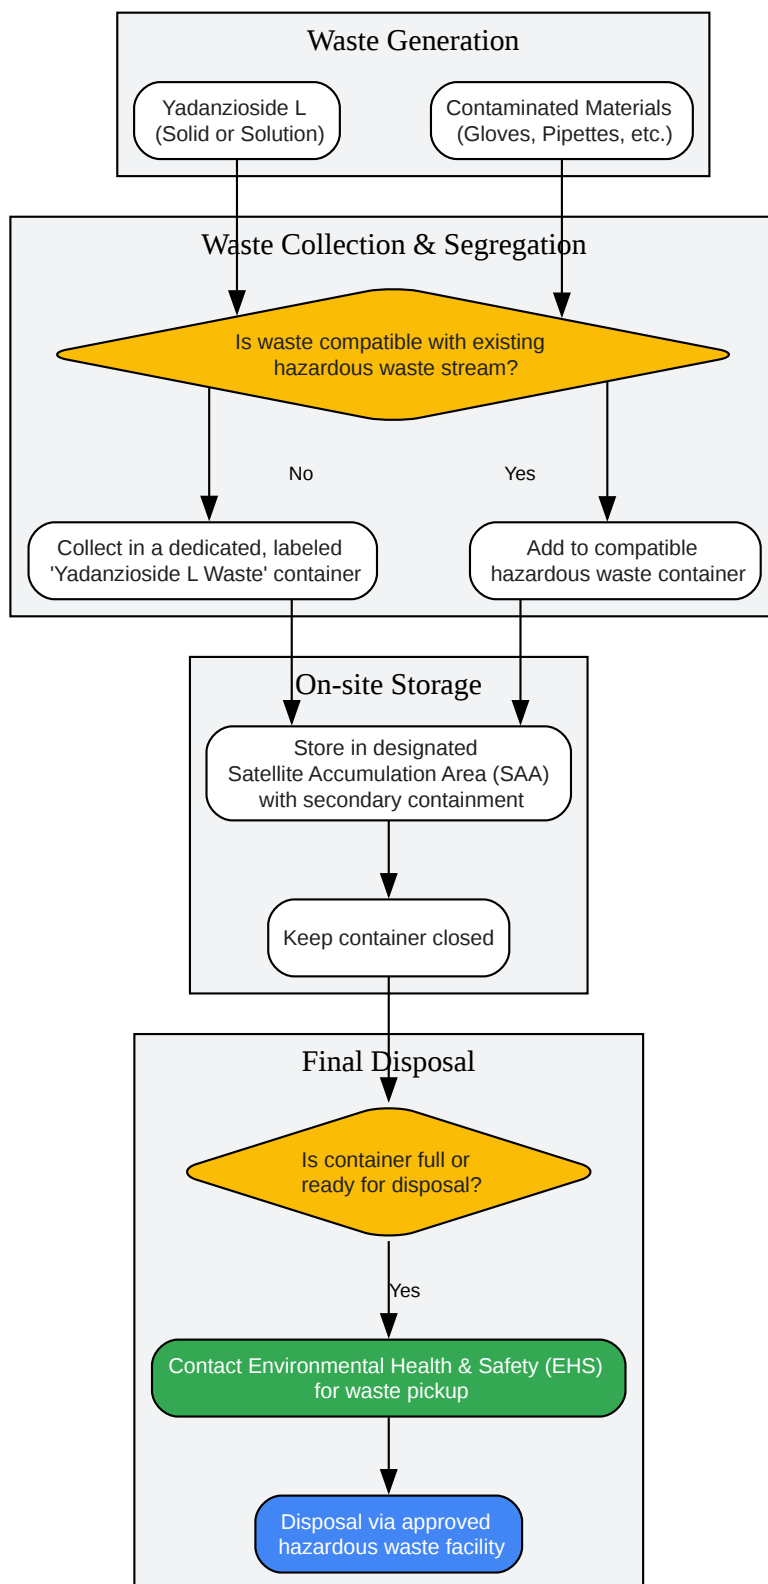 Waste Generation
Yadanzioside L
(Solid or Solution)
Contaminated Materials
(Gloves, Pipettes, etc.)
Waste Collection & Segregation
Is waste compatible with existing
hazardous waste stream?
No
Yes
Collect in a dedicated, labeled
'Yadanzioside L Waste' container
Add to compatible
hazardous waste container
On-site Storage
Store in designated
Satellite Accumulation Area (SAA)
with secondary containment
Keep container closed
Final Disposal
Is container full or
ready for disposal?
Yes
Contact Environmental Health & Safety (EHS)
for waste pickup
Disposal via approved
hazardous waste facility